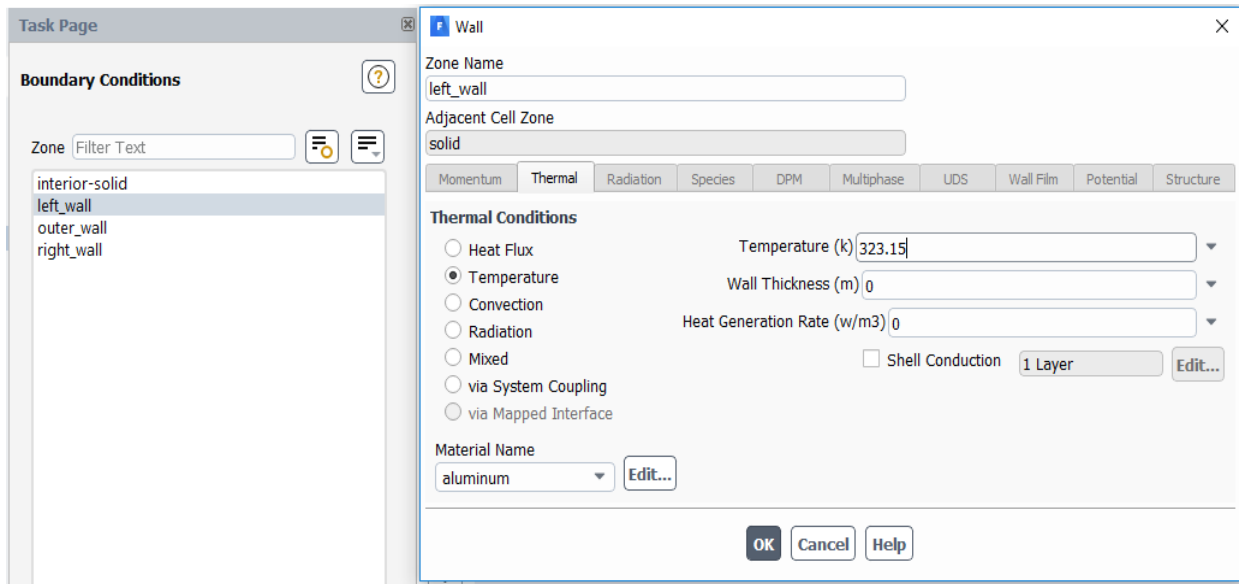 Task Page
Boundary Conditions
?
Zone Filter Text
interior-solid
left_wall
outer_wall
right_wall
F Wall
Zone Name
left_wall
Adjacent Cell Zone
solid
Momentum Thermal Radiation Species DPM Multiphase UDS Wall Film Potential Structure
Thermal Conditions
Heat Flux
Temperature
Convection
Radiation
Mixed
via System Coupling
via Mapped Interface
Temperature (k) 323.15
Wall Thickness (m) 0
Heat Generation Rate (w/m3) 0
Shell Conduction 1 Layer Edit...
Material Name
aluminum Edit...
OK Cancel Help